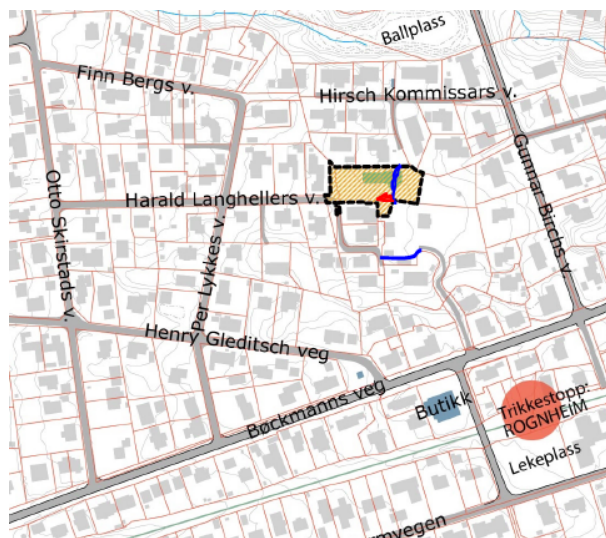 Ballplass
Finn Bergs v.
Hirsch Kommissars v.
Gunnar Birchs v.
Otto Skirstads v.
Harald Langhellers v.
Per Lykkes v.
Henry Gleditsch veg
Bøckmanns veg
Butikk
Trikkestopp:
ROGNHEIM
Lekeplass